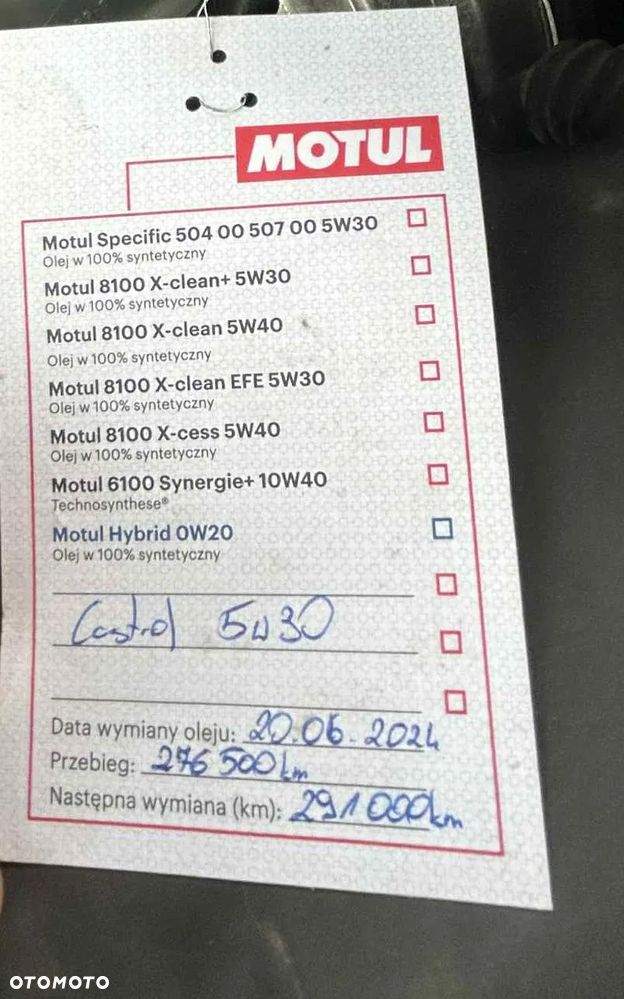 MOTUL
Motul Specific 504 00 507 00 5W30
Olej w 100% syntetyczny
Motul 8100 X-clean+ 5W30
Olej w 100% syntetyczny
Motul 8100 X-clean 5W40
Olej w 100% syntetyczny
Motul 8100 X-clean EFE 5W30
Olej w 100% syntetyczny
Motul 8100 X-cess 5W40
Olej w 100% syntetyczny
Motul 6100 Synergie+ 10W40
Technosynthese®
Motul Hybrid 0W20
Olej w 100% syntetyczny
Castrol 5w30
Data wymiany oleju: 20.06.2024
Przebieg: 276 500 km
Następna wymiana (km): 291 000 km
OTOMOTO